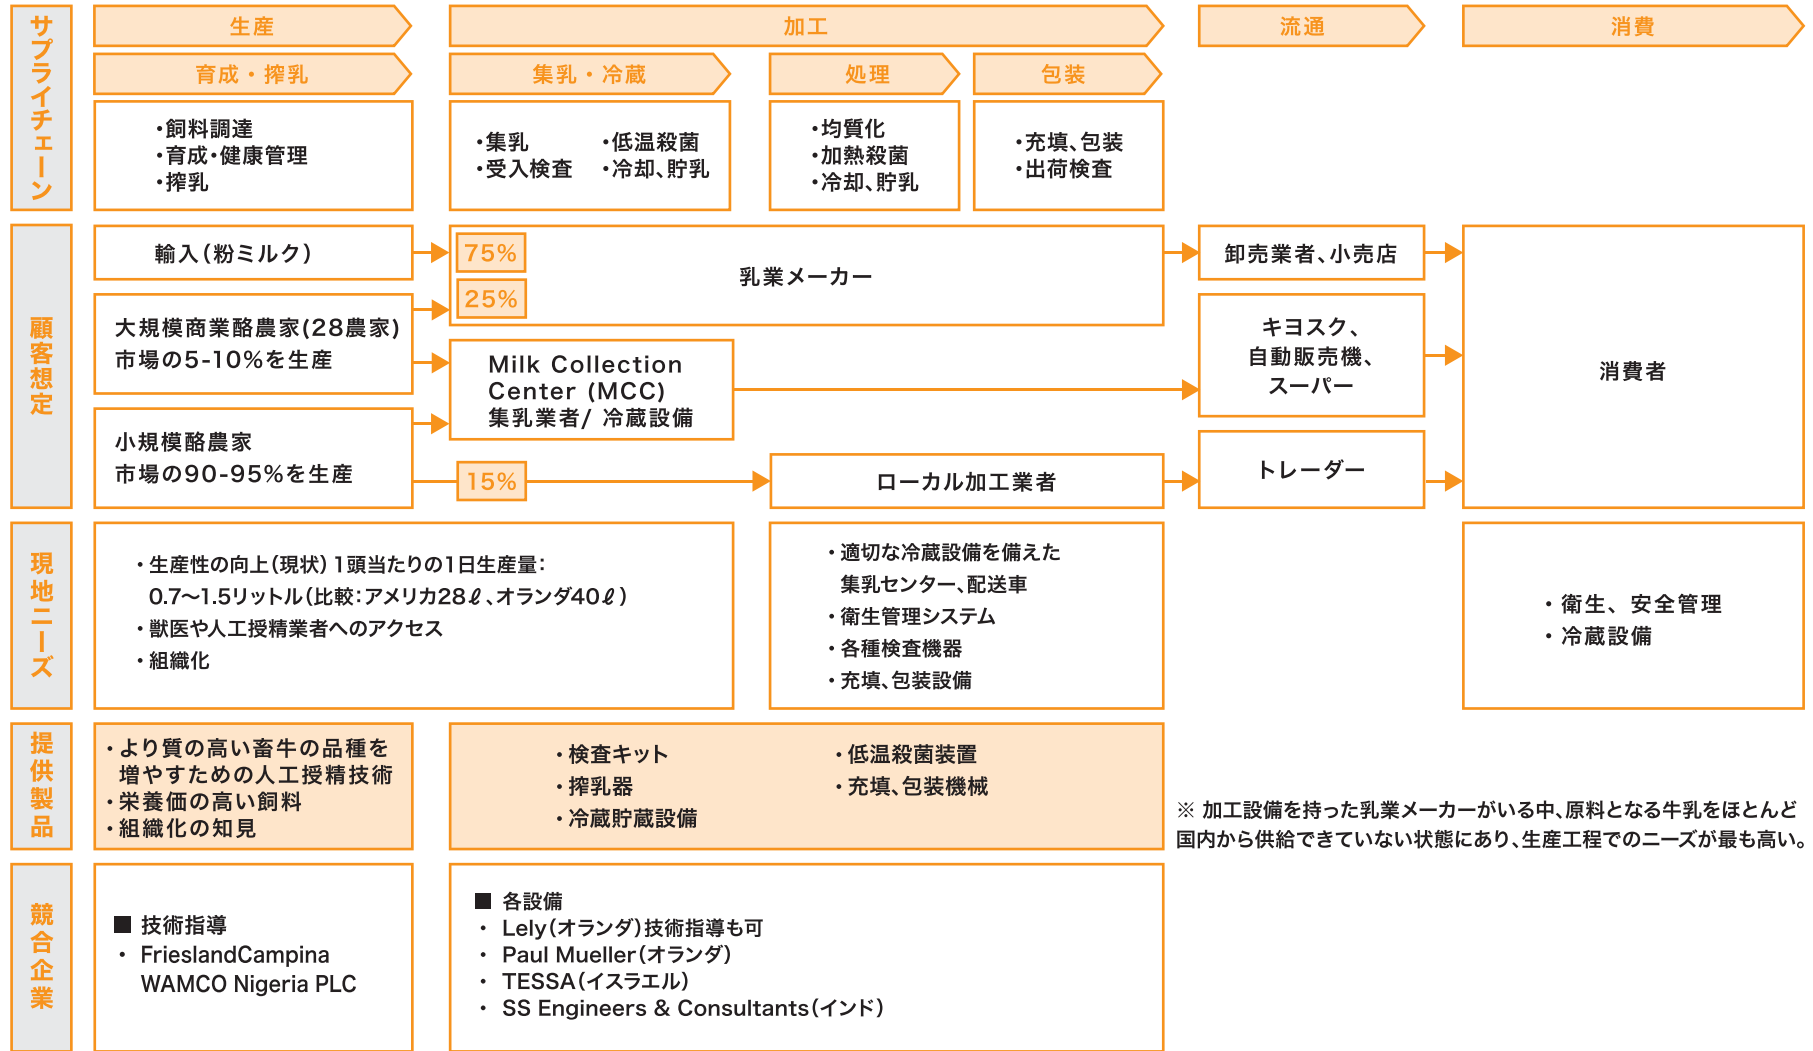 サプライチェーン
生産
加工
流通
消費
育成・搾乳
集乳・冷蔵
処理
包装
・飼料調達
・育成・健康管理
・搾乳
・集乳
・受入検査
・低温殺菌
・冷却、貯乳
・均質化
・加熱殺菌
・冷却、貯乳
・充填、包装
・出荷検査
顧客想定
輸入（粉ミルク）
75%
25%
乳業メーカー
卸売業者、小売店
大規模商業酪農家(28農家)
市場の5-10%を生産
Milk Collection
Center (MCC)
集乳業者/ 冷蔵設備
キヨスク、
自動販売機、
スーパー
消費者
小規模酪農家
市場の90-95%を生産
15%
ローカル加工業者
トレーダー
現地ニーズ
・生産性の向上（現状）1頭当たりの1日生産量：
0.7〜1.5リットル（比較：アメリカ28ℓ、オランダ40ℓ）
・獣医や人工授精業者へのアクセス
・組織化
・適切な冷蔵設備を備えた
集乳センター、配送車
・衛生管理システム
・各種検査機器
・充填、包装設備
・衛生、安全管理
・冷蔵設備
提供製品
・より質の高い畜牛の品種を
増やすための人工授精技術
・栄養価の高い飼料
・組織化の知見
・検査キット
・搾乳器
・冷蔵貯蔵設備
・低温殺菌装置
・充填、包装機械
※ 加工設備を持った乳業メーカーがいる中、原料となる牛乳をほとんど
国内から供給できていない状態にあり、生産工程でのニーズが最も高い。
競合企業
■ 技術指導
・ FrieslandCampina
WAMCO Nigeria PLC
■ 各設備
・ Lely（オランダ）技術指導も可
・ Paul Mueller（オランダ）
・ TESSA（イスラエル）
・ SS Engineers & Consultants（インド）